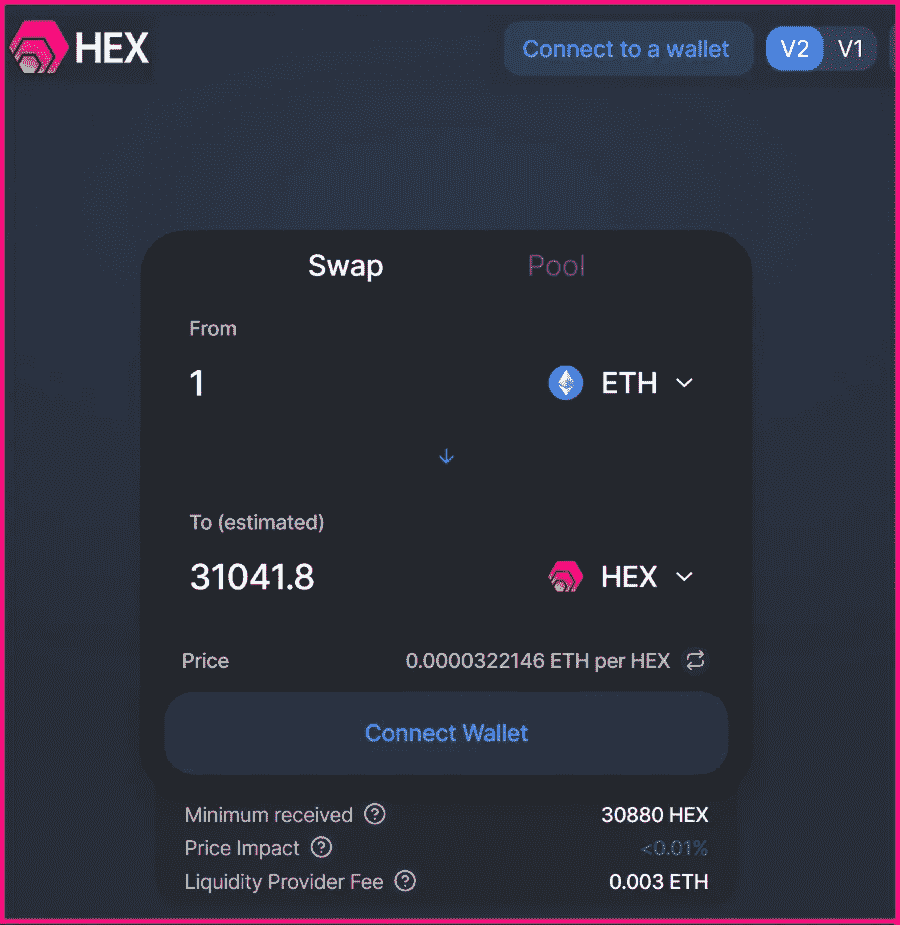 HEX
Connect to a wallet V2 V1
Swap Pool
From
1 ETH
To (estimated)
31041.8 HEX
Price 0.0000322146 ETH per HEX
Connect Wallet
Minimum received ? 30880 HEX
Price Impact ? <0.01%
Liquidity Provider Fee ? 0.003 ETH